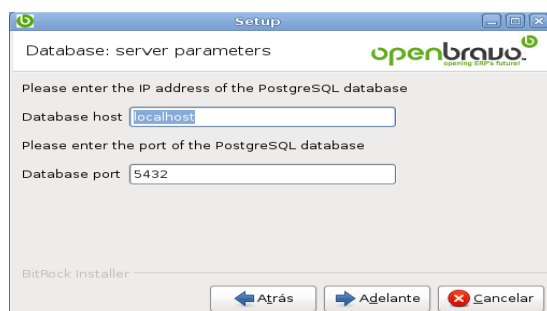 Setup
Database: server parameters
openbravo
opening ERP's future!
Please enter the IP address of the PostgreSQL database
Database host localhost
Please enter the port of the PostgreSQL database
Database port 5432
BitRock Installer
Atrás Adelante Cancelar